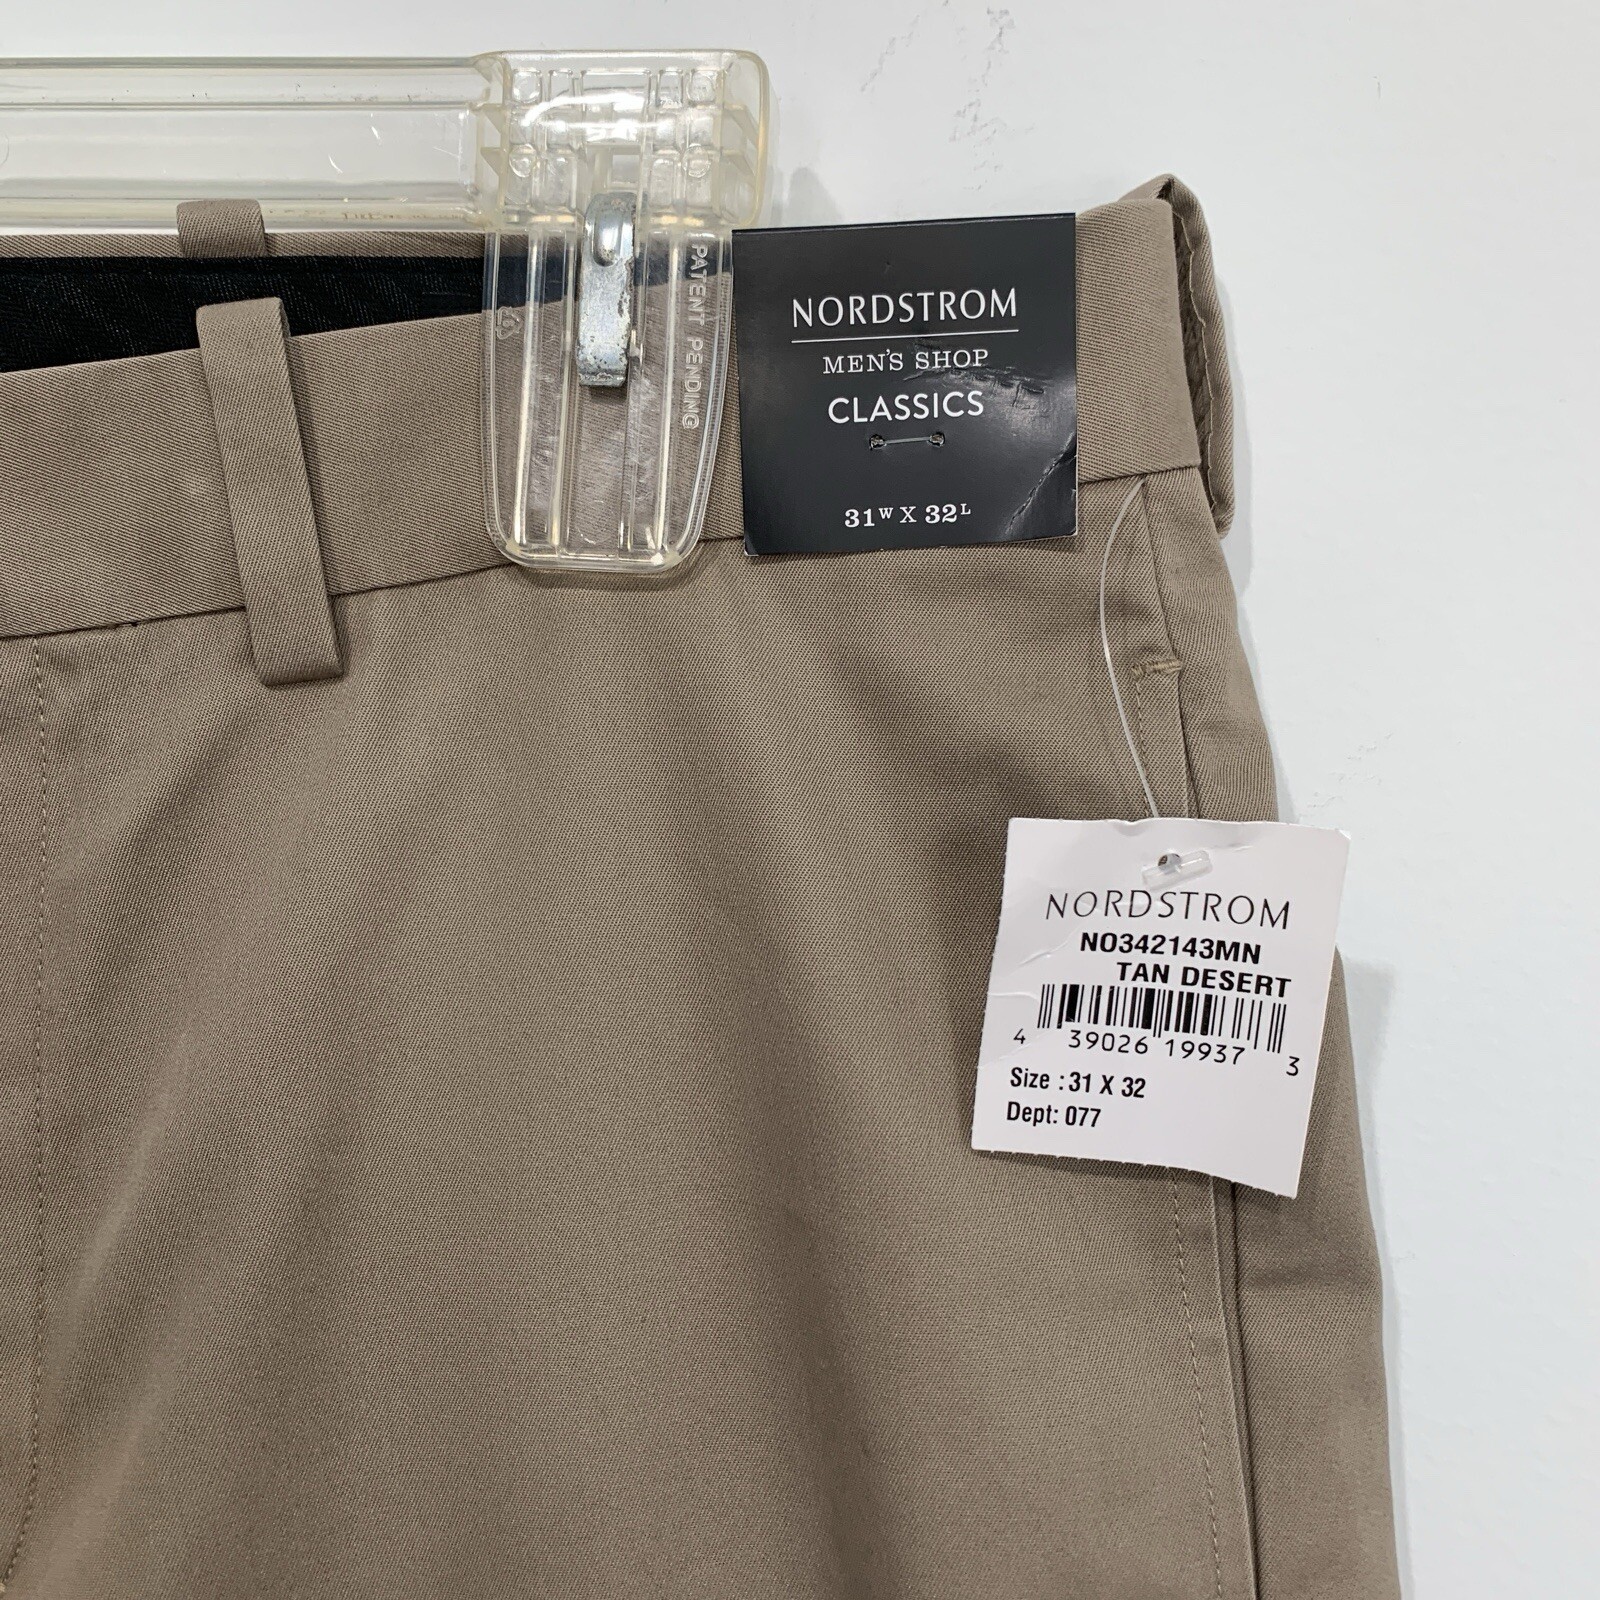 PATENT PENDING
NORDSTROM
MEN'S SHOP
CLASSICS
31W X 32L
NORDSTROM
NO342143MN
TAN DESERT
4 39026 19937 3
Size : 31 X 32
Dept: 077